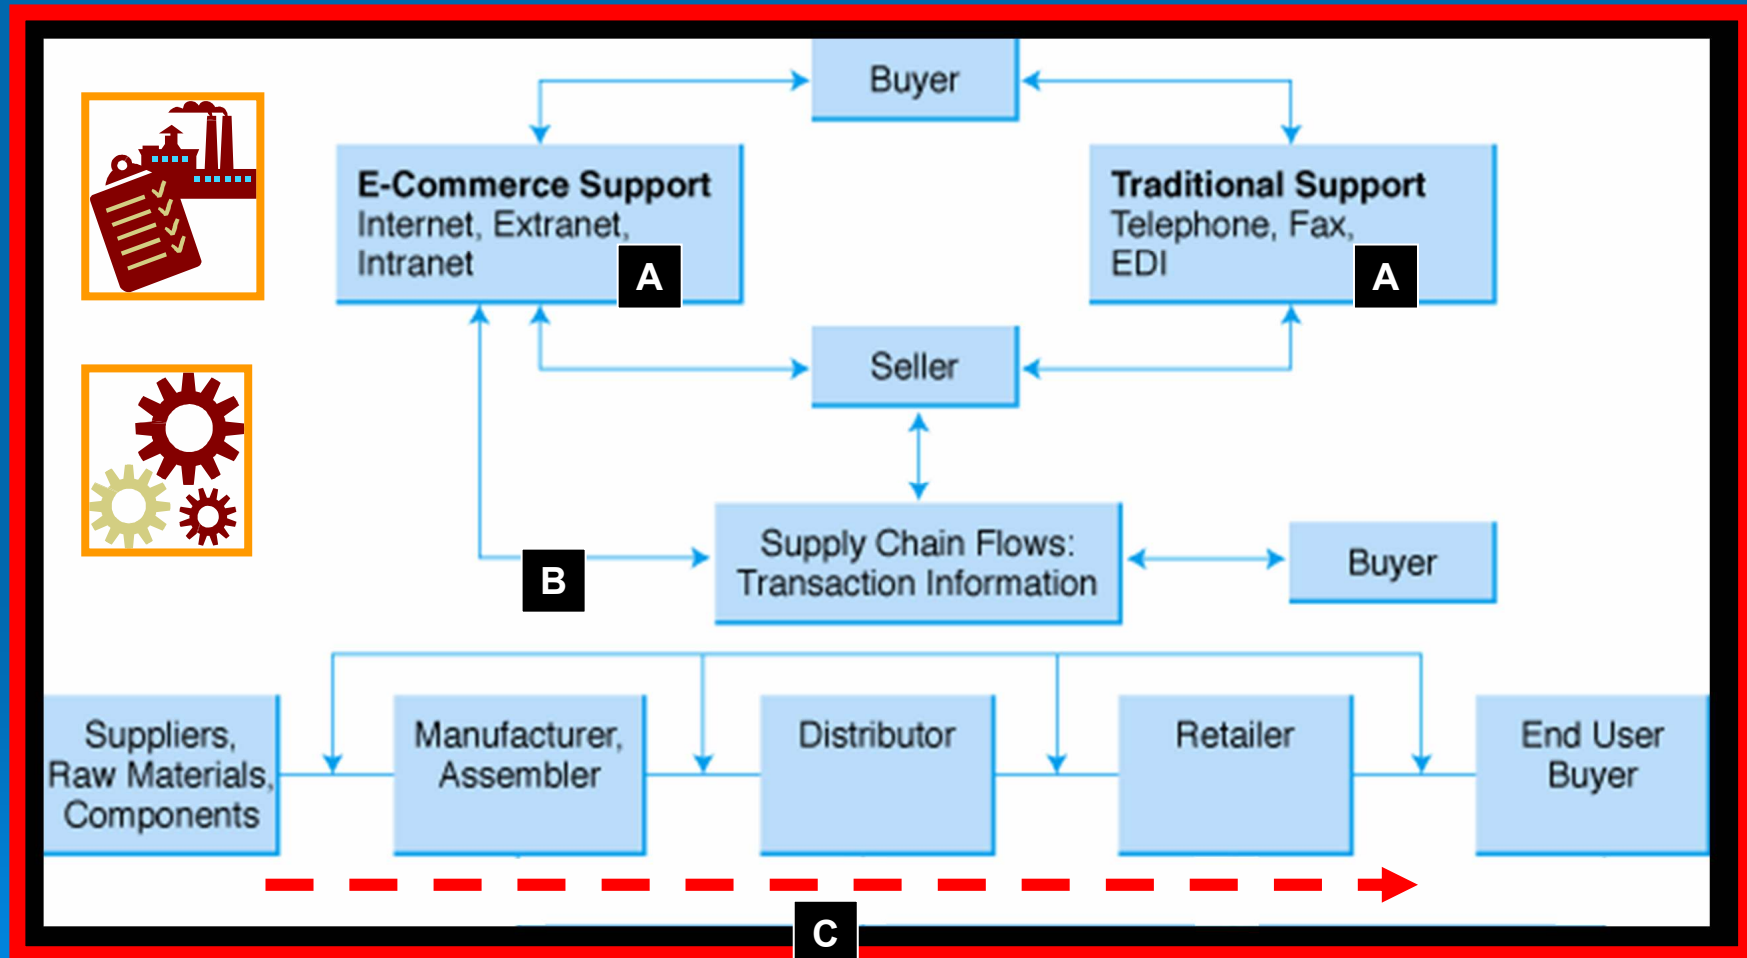 Buyer
E-Commerce Support
Internet, Extranet,
Intranet
A
Traditional Support
Telephone, Fax,
EDI
A
Seller
Supply Chain Flows:
Transaction Information
Buyer
B
Suppliers,
Raw Materials,
Components
Manufacturer,
Assembler
Distributor
Retailer
End User
Buyer
C